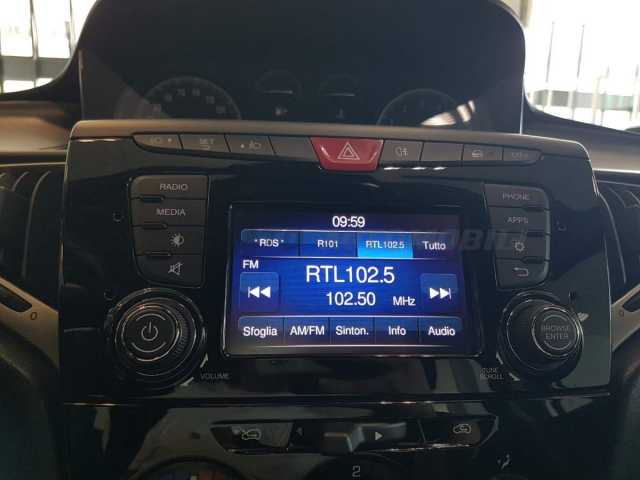 SET
RADIO
MEDIA
PHONE
APPS
09:59
RDS R101 RTL102.5 Tutto
FM
RTL102.5
102.50 MHz
Sfoglia AM/FM Sinton. Info Audio
VOLUME
BROWSE
ENTER
TUNE
SCROLL
2